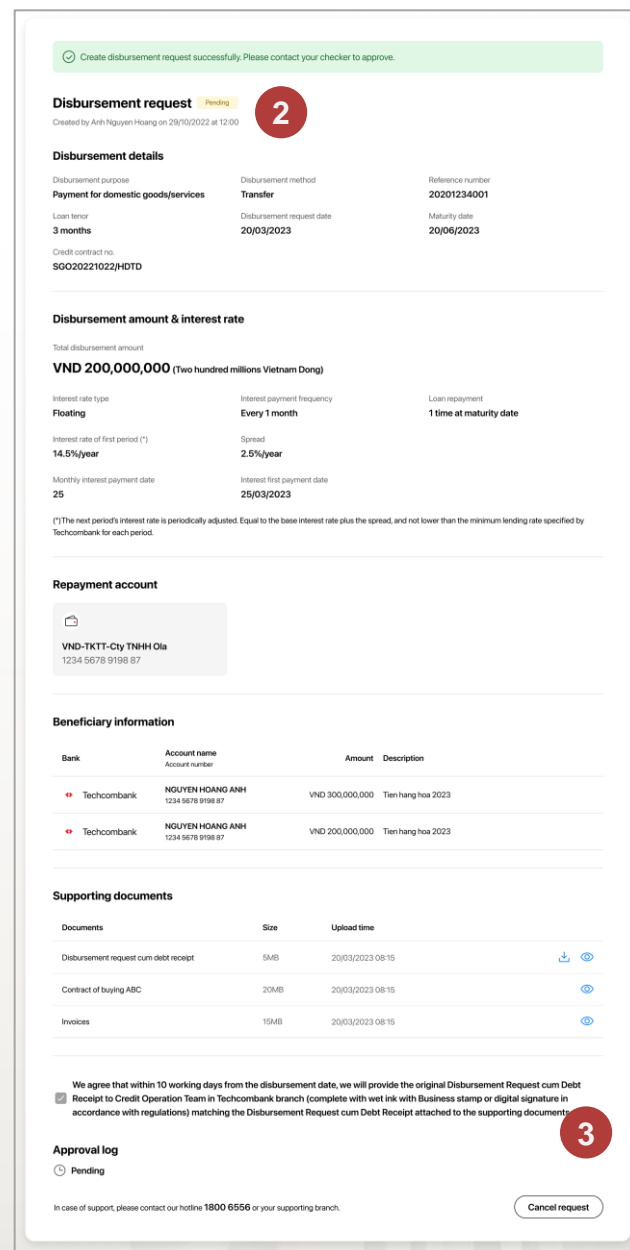 Create disbursement request successfully. Please contact your checker to approve.
Disbursement request Pending
2
Created by Anh Nguyen Hoang on 29/10/2022 at 12:00
Disbursement details
Disbursement purpose Disbursement method Reference number
Payment for domestic goods/services Transfer 20201234001
Loan tenor Disbursement request date Maturity date
3 months 20/03/2023 20/06/2023
Credit contract no.
SGO20221022/HDTD
Disbursement amount & interest rate
Total disbursement amount
VND 200,000,000 (Two hundred millions Vietnam Dong)
Interest rate type Interest payment frequency Loan repayment
Floating Every 1 month 1 time at maturity date
Interest rate of first period (*) Spread
14.5%/year 2.5%/year
Monthly interest payment date Interest first payment date
25 25/03/2023
(*)The next period's interest rate is periodically adjusted. Equal to the base interest rate plus the spread, and not lower than the minimum lending rate specified by
Techcombank for each period.
Repayment account
VND-TKTT-Cty TNHH Ola
1234 5678 9198 87
Beneficiary information
Bank Account name Amount Description
Account number
Techcombank NGUYEN HOANG ANH VND 300,000,000 Tien hang hoa 2023
1234 5678 9198 87
Techcombank NGUYEN HOANG ANH VND 200,000,000 Tien hang hoa 2023
1234 5678 9198 87
Supporting documents
Documents Size Upload time
Disbursement request cum debt receipt 5MB 20/03/2023 08:15
Contract of buying ABC 20MB 20/03/2023 08:15
Invoices 15MB 20/03/2023 08:15
We agree that within 10 working days from the disbursement date, we will provide the original Disbursement Request cum Debt
Receipt to Credit Operation Team in Techcombank branch (complete with wet ink with Business stamp or digital signature in
accordance with regulations) matching the Disbursement Request cum Debt Receipt attached to the supporting documents
3
Approval log
Pending
In case of support, please contact our hotline 1800 6556 or your supporting branch. Cancel request